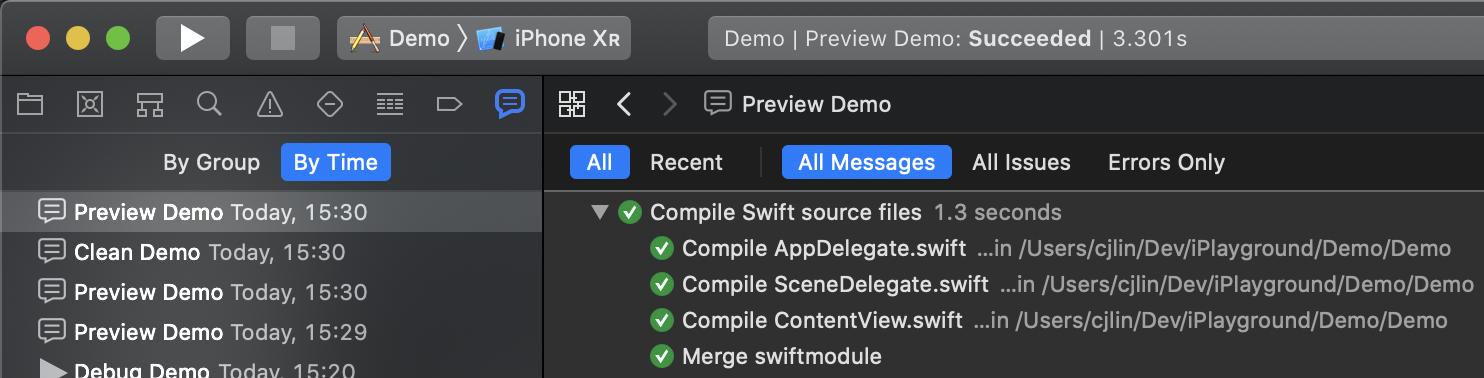 Demo 〉 iPhone XR
Demo | Preview Demo: Succeeded | 3.301s
Preview Demo
By Group By Time
All Recent All Messages All Issues Errors Only
Preview Demo Today, 15:30
Clean Demo Today, 15:30
Preview Demo Today, 15:30
Preview Demo Today, 15:29
Debug Demo Today, 15:20
Compile Swift source files 1.3 seconds
Compile AppDelegate.swift ...in /Users/cjlin/Dev/iPlayground/Demo/Demo
Compile SceneDelegate.swift ...in /Users/cjlin/Dev/iPlayground/Demo/Demo
Compile ContentView.swift ...in /Users/cjlin/Dev/iPlayground/Demo/Demo
Merge swiftmodule